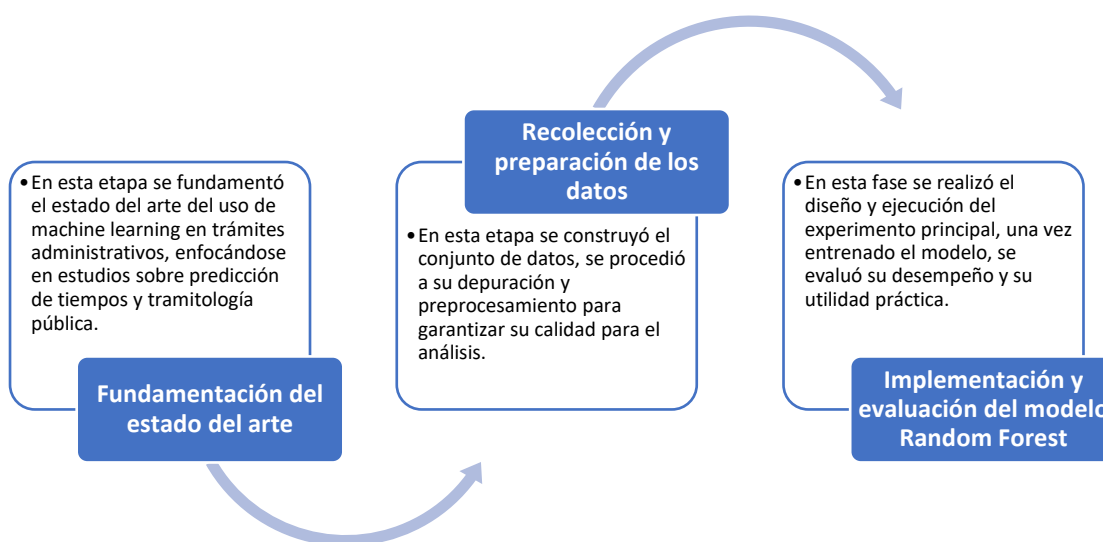 • En esta etapa se fundamentó
el estado del arte del uso de
machine learning en trámites
administrativos, enfocándose
en estudios sobre predicción
de tiempos y tramitología
pública.
Fundamentación del
estado del arte
Recolección y
preparación de los
datos
• En esta etapa se construyó el
conjunto de datos, se procedió
a su depuración y
preprocesamiento para
garantizar su calidad para el
análisis.
• En esta fase se realizó el
diseño y ejecución del
experimento principal, una vez
entrenado el modelo, se
evaluó su desempeño y su
utilidad práctica.
Implementación y
evaluación del modelo
Random Forest